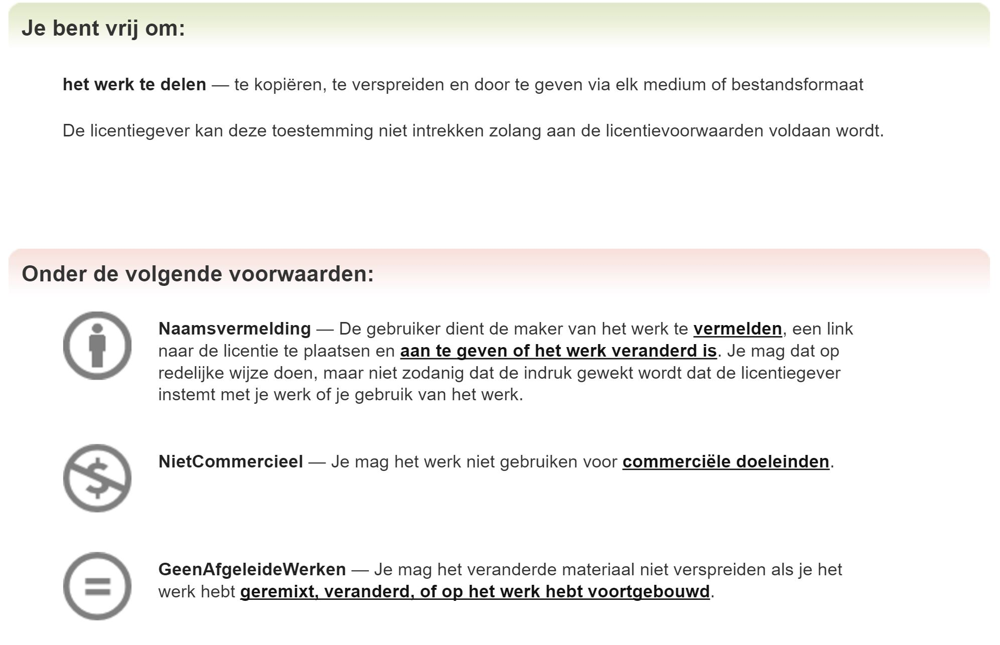 Je bent vrij om:
het werk te delen — te kopiëren, te verspreiden en door te geven via elk medium of bestandsformaat
De licentiegever kan deze toestemming niet intrekken zolang aan de licentievoorwaarden voldaan wordt.
Onder de volgende voorwaarden:
Naamsvermelding — De gebruiker dient de maker van het werk te vermelden, een link
naar de licentie te plaatsen en aan te geven of het werk veranderd is. Je mag dat op
redelijke wijze doen, maar niet zodanig dat de indruk gewekt wordt dat de licentiegever
instemt met je werk of je gebruik van het werk.
$
NietCommercieel — Je mag het werk niet gebruiken voor commerciële doeleinden.
=
GeenAfgeleideWerken — Je mag het veranderde materiaal niet verspreiden als je het
werk hebt geremixt, veranderd, of op het werk hebt voortgebouwd.